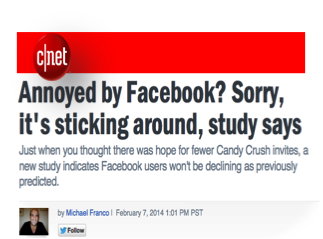 c|net
Annoyed by Facebook? Sorry,
it's sticking around, study says
Just when you thought there was hope for fewer Candy Crush invites, a
new study indicates Facebook users won't be declining as previously
predicted.
by Michael Franco | February 7, 2014 1:01 PM PST
Follow